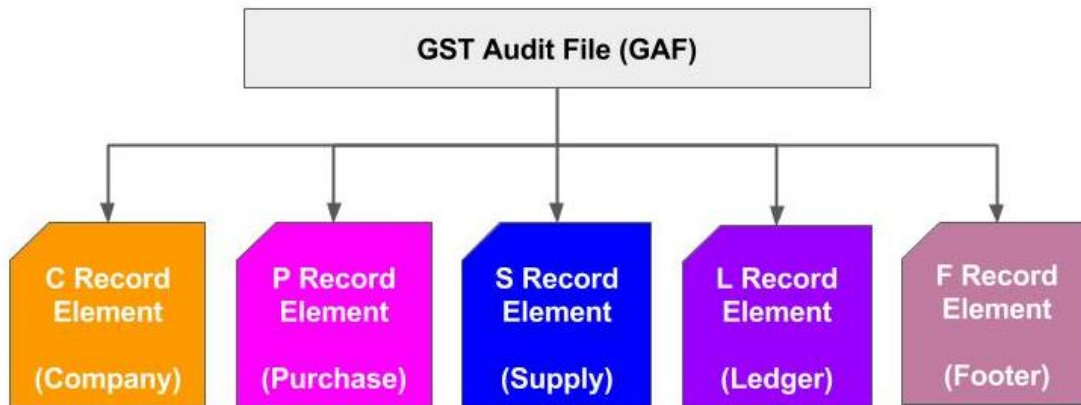 GST Audit File (GAF)
C Record
Element
(Company)
P Record
Element
(Purchase)
S Record
Element
(Supply)
L Record
Element
(Ledger)
F Record
Element
(Footer)